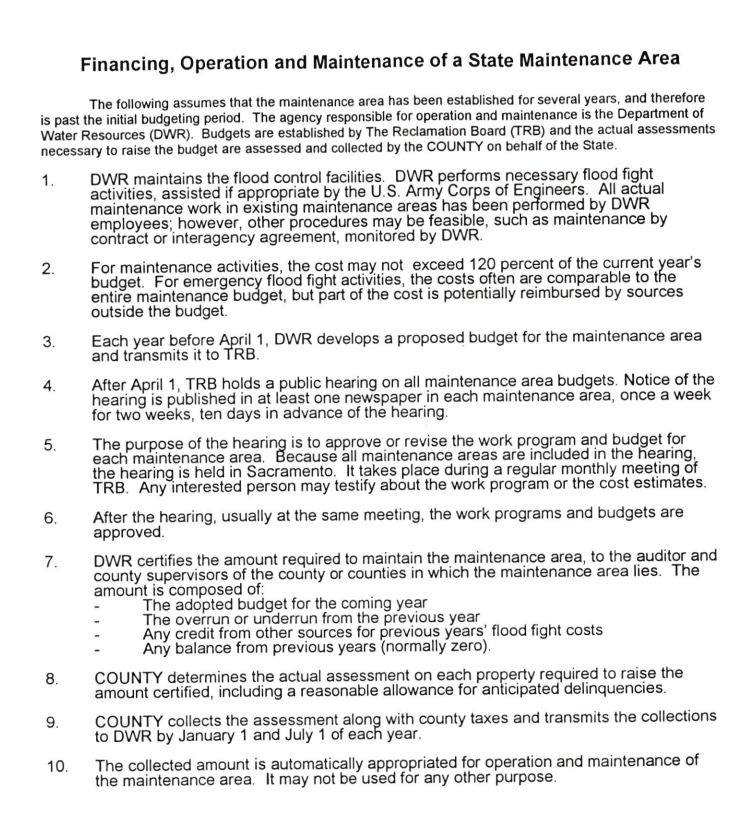 Financing, Operation and Maintenance of a State Maintenance Area
The following assumes that the maintenance area has been established for several years, and therefore
is past the initial budgeting period. The agency responsible for operation and maintenance is the Department of
Water Resources (DWR). Budgets are established by The Reclamation Board (TRB) and the actual assessments
necessary to raise the budget are assessed and collected by the COUNTY on behalf of the State.
1. DWR maintains the flood control facilities. DWR performs necessary flood fight
activities, assisted if appropriate by the U.S. Army Corps of Engineers. All actual
maintenance work in existing maintenance areas has been performed by DWR
employees; however, other procedures may be feasible, such as maintenance by
contract or interagency agreement, monitored by DWR.
2. For maintenance activities, the cost may not exceed 120 percent of the current year's
budget. For emergency flood fight activities, the costs often are comparable to the
entire maintenance budget, but part of the cost is potentially reimbursed by sources
outside the budget.
3. Each year before April 1, DWR develops a proposed budget for the maintenance area
and transmits it to TRB.
4. After April 1, TRB holds a public hearing on all maintenance area budgets. Notice of the
hearing is published in at least one newspaper in each maintenance area, once a week
for two weeks, ten days in advance of the hearing.
5. The purpose of the hearing is to approve or revise the work program and budget for
each maintenance area. Because all maintenance areas are included in the hearing,
the hearing is held in Sacramento. It takes place during a regular monthly meeting of
TRB. Any interested person may testify about the work program or the cost estimates.
6. After the hearing, usually at the same meeting, the work programs and budgets are
approved.
7. DWR certifies the amount required to maintain the maintenance area, to the auditor and
county supervisors of the county or counties in which the maintenance area lies. The
amount is composed of:
- The adopted budget for the coming year
- The overrun or underrun from the previous year
- Any credit from other sources for previous years' flood fight costs
- Any balance from previous years (normally zero).
8. COUNTY determines the actual assessment on each property required to raise the
amount certified, including a reasonable allowance for anticipated delinquencies.
9. COUNTY collects the assessment along with county taxes and transmits the collections
to DWR by January 1 and July 1 of each year.
10. The collected amount is automatically appropriated for operation and maintenance of
the maintenance area. It may not be used for any other purpose.